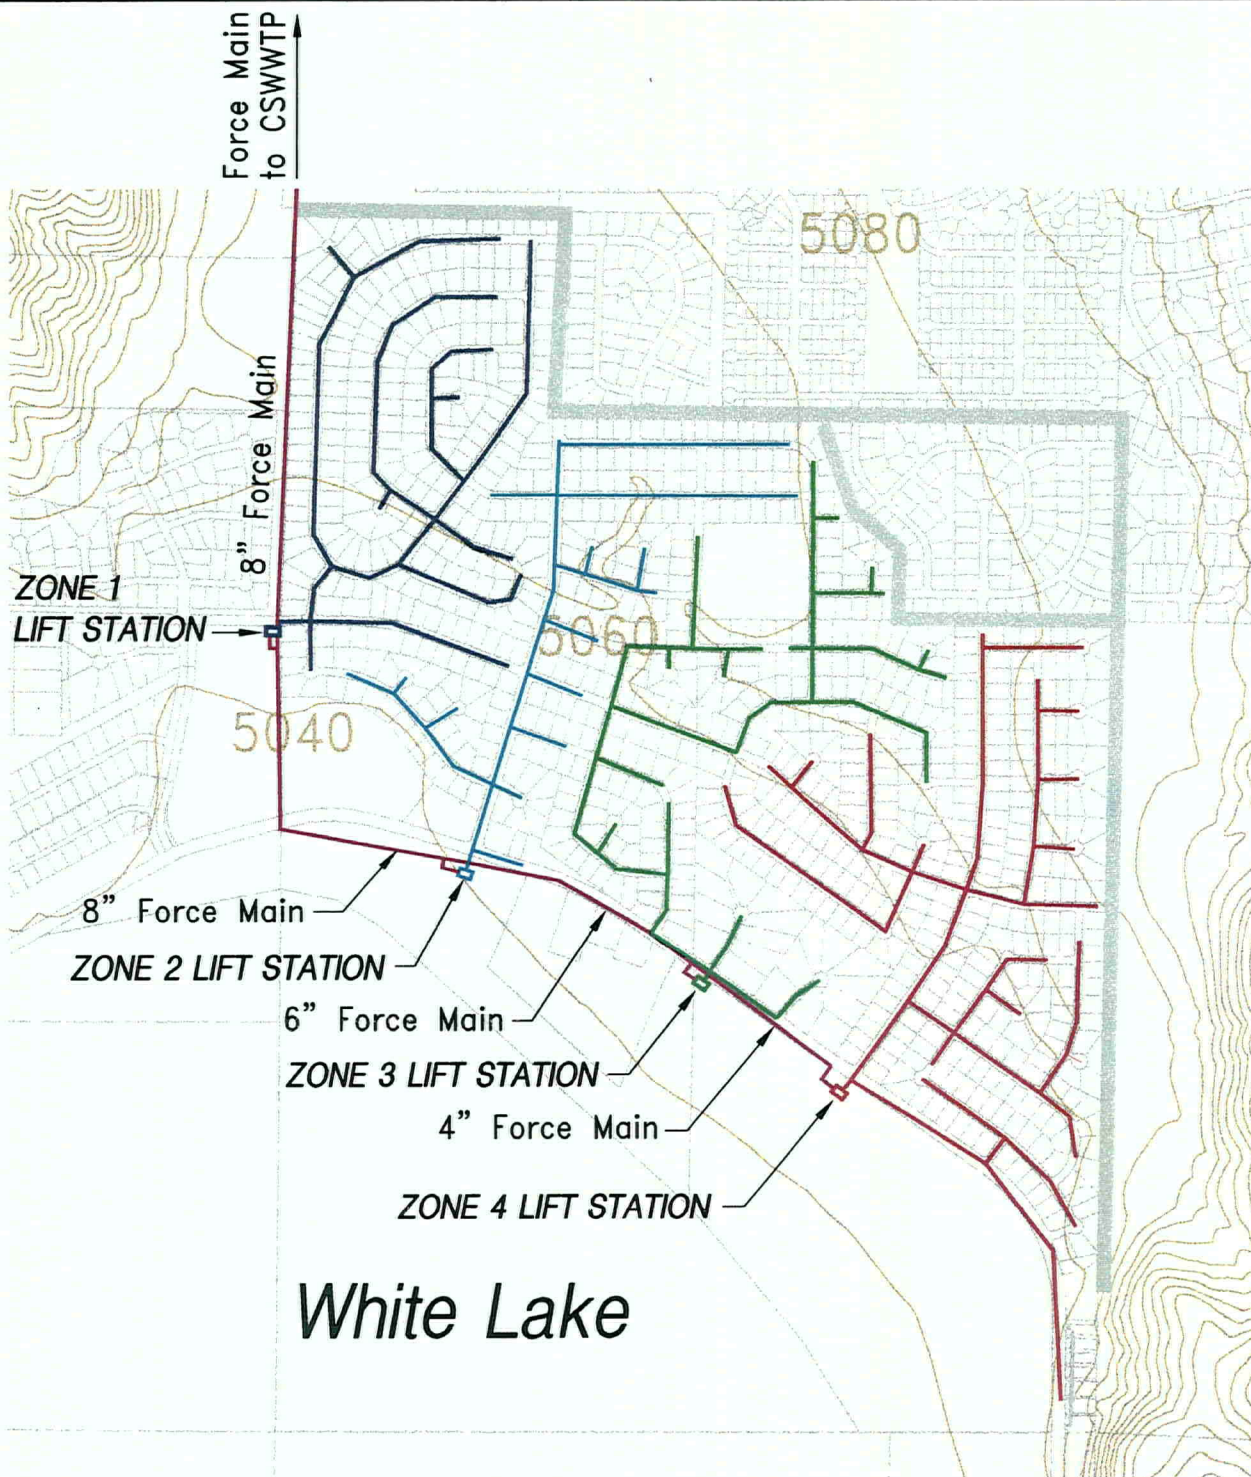 Force Main
to CSWWTP
5080
8” Force Main
ZONE 1
LIFT STATION
5060
5040
8” Force Main
ZONE 2 LIFT STATION
6” Force Main
ZONE 3 LIFT STATION
4” Force Main
ZONE 4 LIFT STATION
White Lake